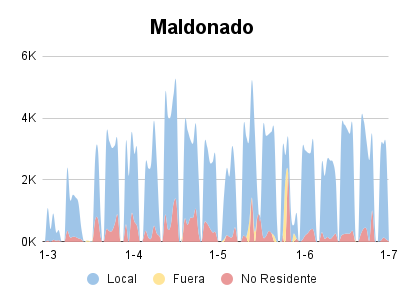 Maldonado
6K
4K
2K
0K
1-3 1-4 1-5 1-6 1-7
Local Fuera No Residente